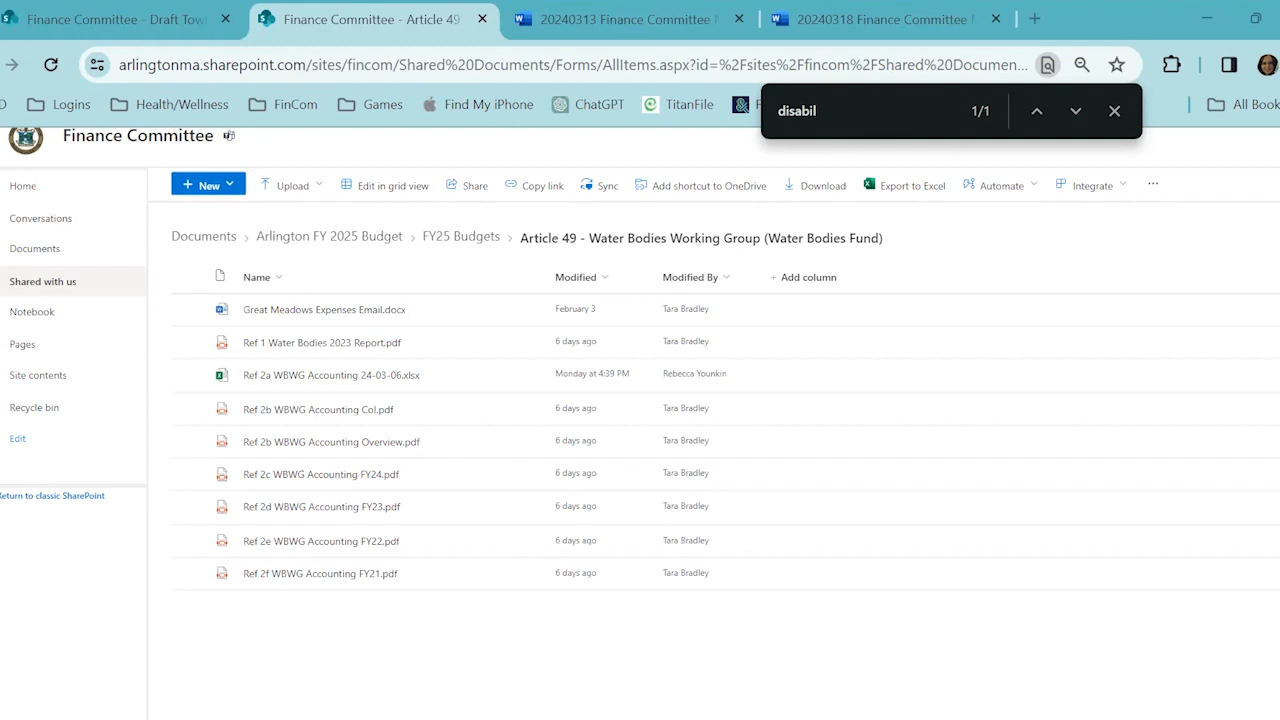 Finance Committee - Draft Tow
Finance Committee - Article 49
20240313 Finance Committee
20240318 Finance Committee
arlingtonma.sharepoint.com/sites/fincom/Shared%20Documents/Forms/AllItems.aspx?id=%2Fsites%2Ffincom%2FShared%20Documen...
Logins Health/Wellness FinCom Games Find My iPhone ChatGPT TitanFile All Book
disabil 1/1
Finance Committee
Home
Conversations
Documents
Shared with us
Notebook
Pages
Site contents
Recycle bin
Edit
Return to classic SharePoint
+ New Upload Edit in grid view Share Copy link Sync Add shortcut to OneDrive Download Export to Excel Automate Integrate ...
Documents > Arlington FY 2025 Budget > FY25 Budgets > Article 49 - Water Bodies Working Group (Water Bodies Fund)
Name Modified Modified By + Add column
Great Meadows Expenses Email.docx February 3 Tara Bradley
Ref 1 Water Bodies 2023 Report.pdf 6 days ago Tara Bradley
Ref 2a WBWG Accounting 24-03-06.xlsx Monday at 4:39 PM Rebecca Younkin
Ref 2b WBWG Accounting Col.pdf 6 days ago Tara Bradley
Ref 2b WBWG Accounting Overview.pdf 6 days ago Tara Bradley
Ref 2c WBWG Accounting FY24.pdf 6 days ago Tara Bradley
Ref 2d WBWG Accounting FY23.pdf 6 days ago Tara Bradley
Ref 2e WBWG Accounting FY22.pdf 6 days ago Tara Bradley
Ref 2f WBWG Accounting FY21.pdf 6 days ago Tara Bradley